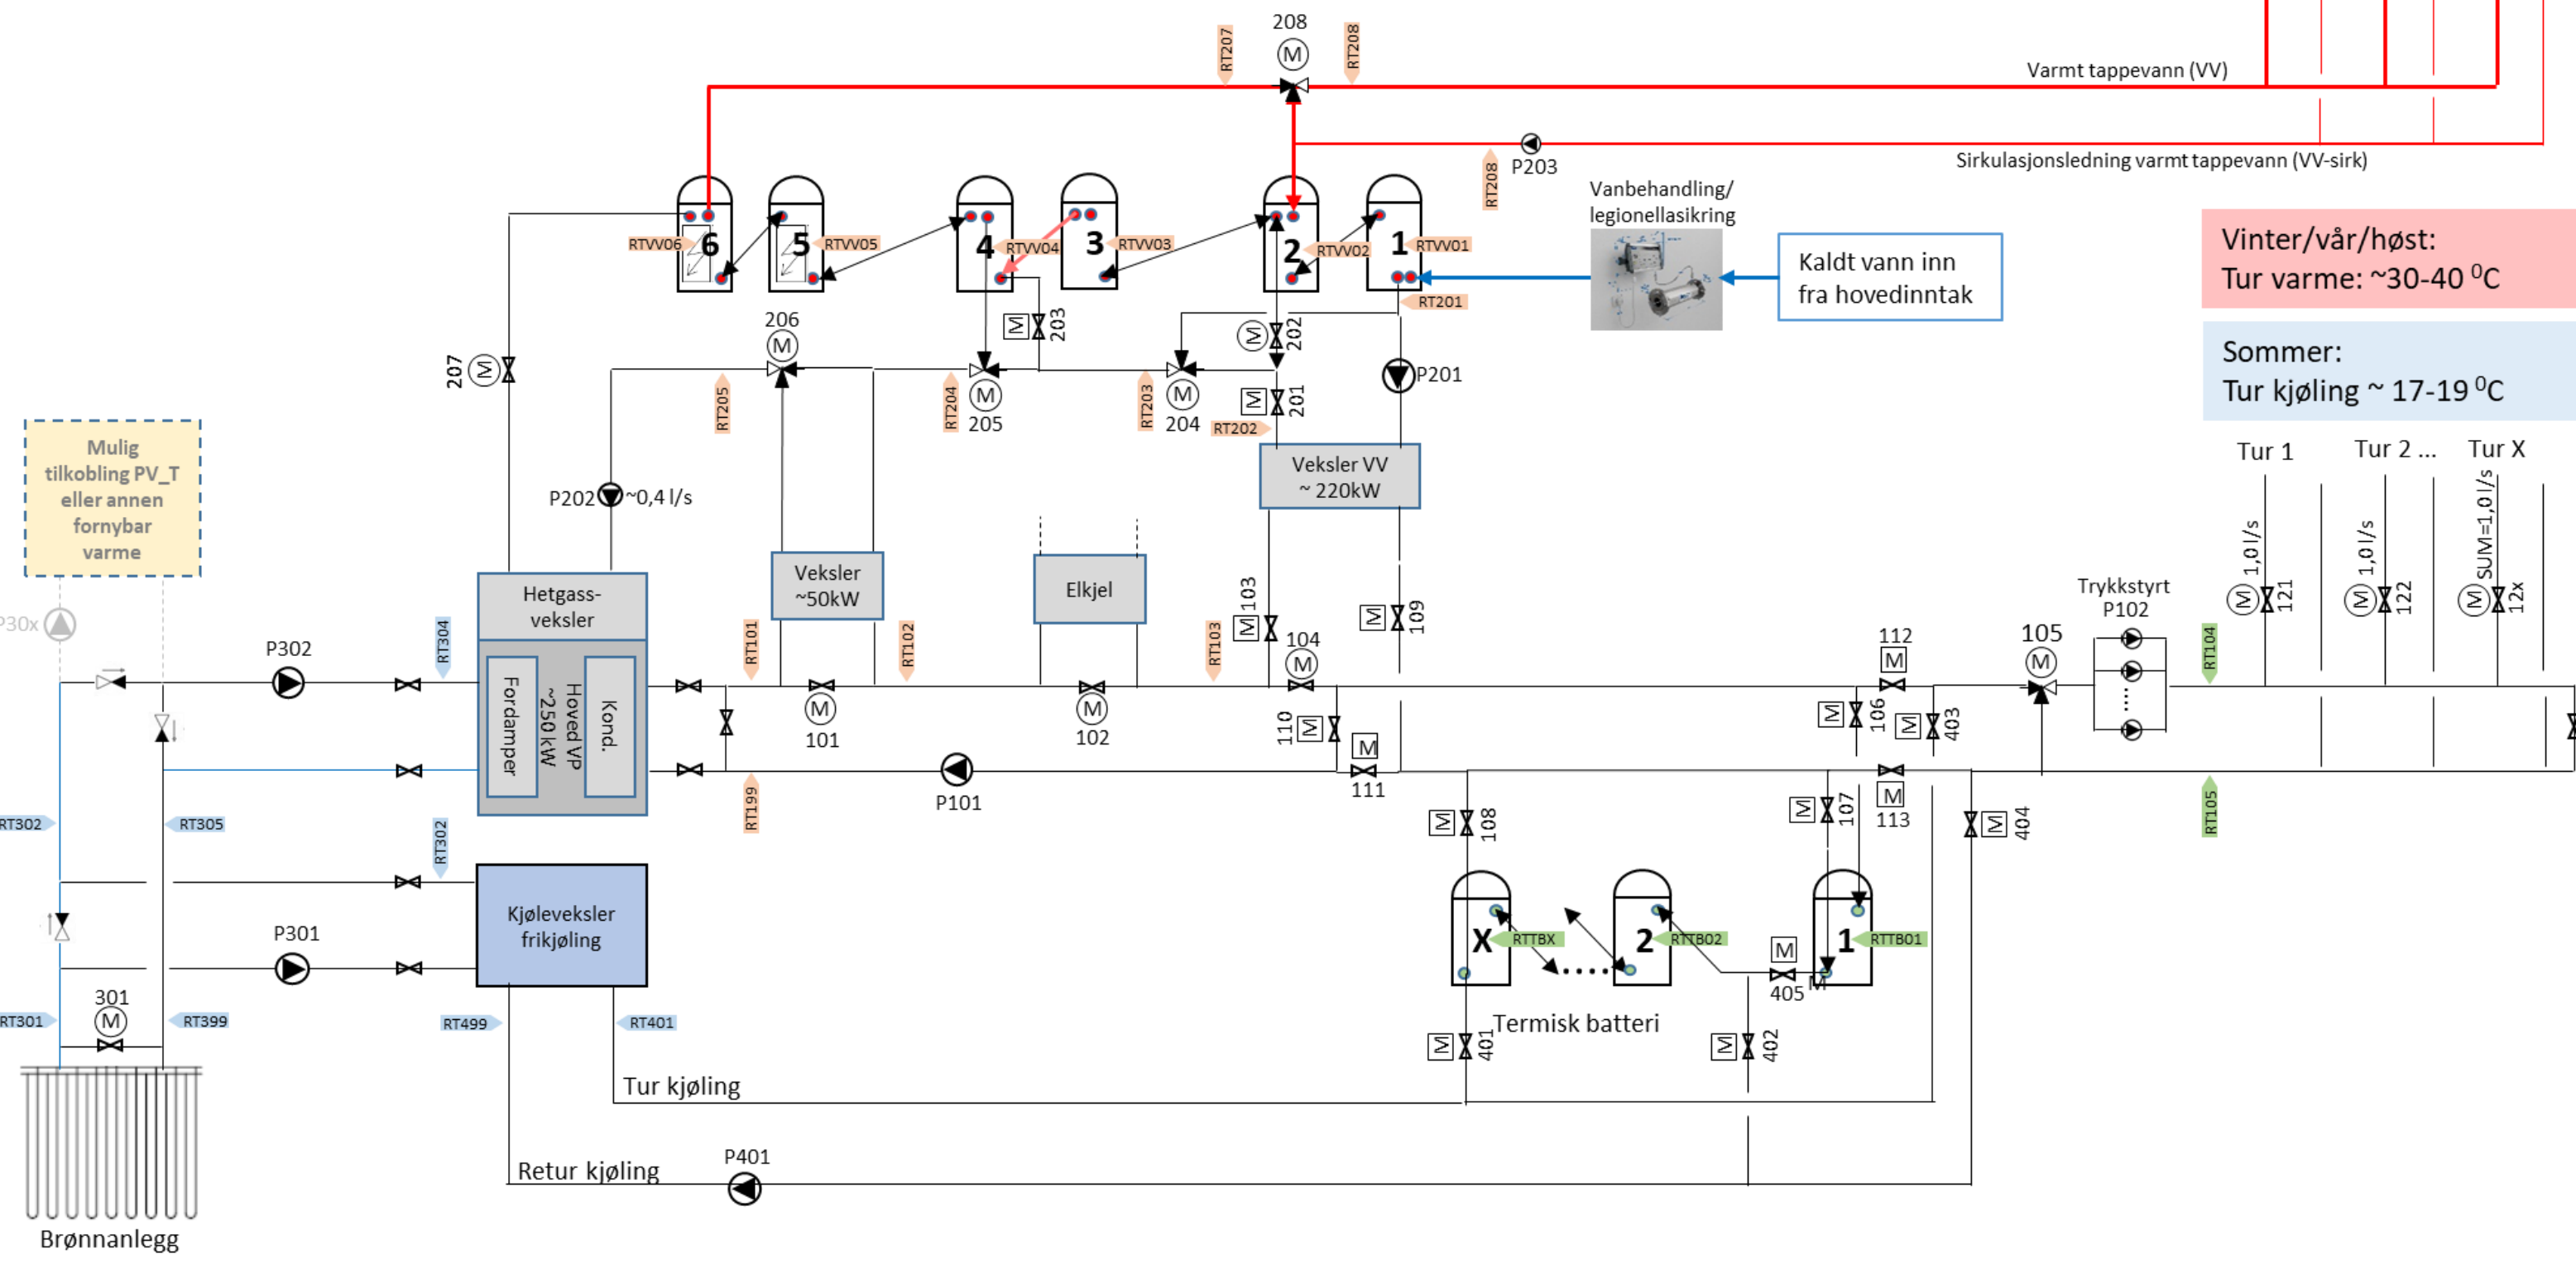 208
M
RT207
RT208
Varmt tappevann (VV)
P203
RT208
Sirkulasjonsledning varmt tappevann (VV-sirk)
Vanbehandling/
legionellasikring
Kaldt vann inn
fra hovedinntak
Vinter/vår/høst:
Tur varme: ~30-40 ⁰C
Sommer:
Tur kjøling ~ 17-19 ⁰C
RTVV06
6
5
RTVV05
4
RTVV04
3
RTVV03
2
RTVV02
1
RTVV01
RT201
206
M
M
203
M
202
207
M
RT205
RT204
M
205
RT203
M
204
M
201
RT202
P201
Veksler VV
~ 220kW
P202
~0,4 l/s
Mulig
tilkobling PV_T
eller annen
fornybar
varme
P30x
Hetgass-
veksler
Veksler
~50kW
Elkjel
Tur 1
Tur 2 ...
Tur X
1,0 l/s
1,0 l/s
SUM=1,0 l/s
M
121
M
122
M
12x
Trykkstyrt
P102
P302
RT304
Fordamper
Hoved VP
~250 kW
Kond.
RT101
M
101
RT102
M
102
RT103
M
103
104
M
M
109
110
M
M
111
112
M
M
106
M
403
105
M
RT104
RT199
P101
M
113
RT105
RT302
RT305
RT302
M
108
M
107
M
404
Kjøleveksler
frikjøling
P301
X
RTTBX
2
RTTB02
M
405
M
1
RTTB01
301
M
RT301
RT399
RT499
RT401
Termisk batteri
M
401
M
402
Tur kjøling
Retur kjøling
P401
Brønnanlegg